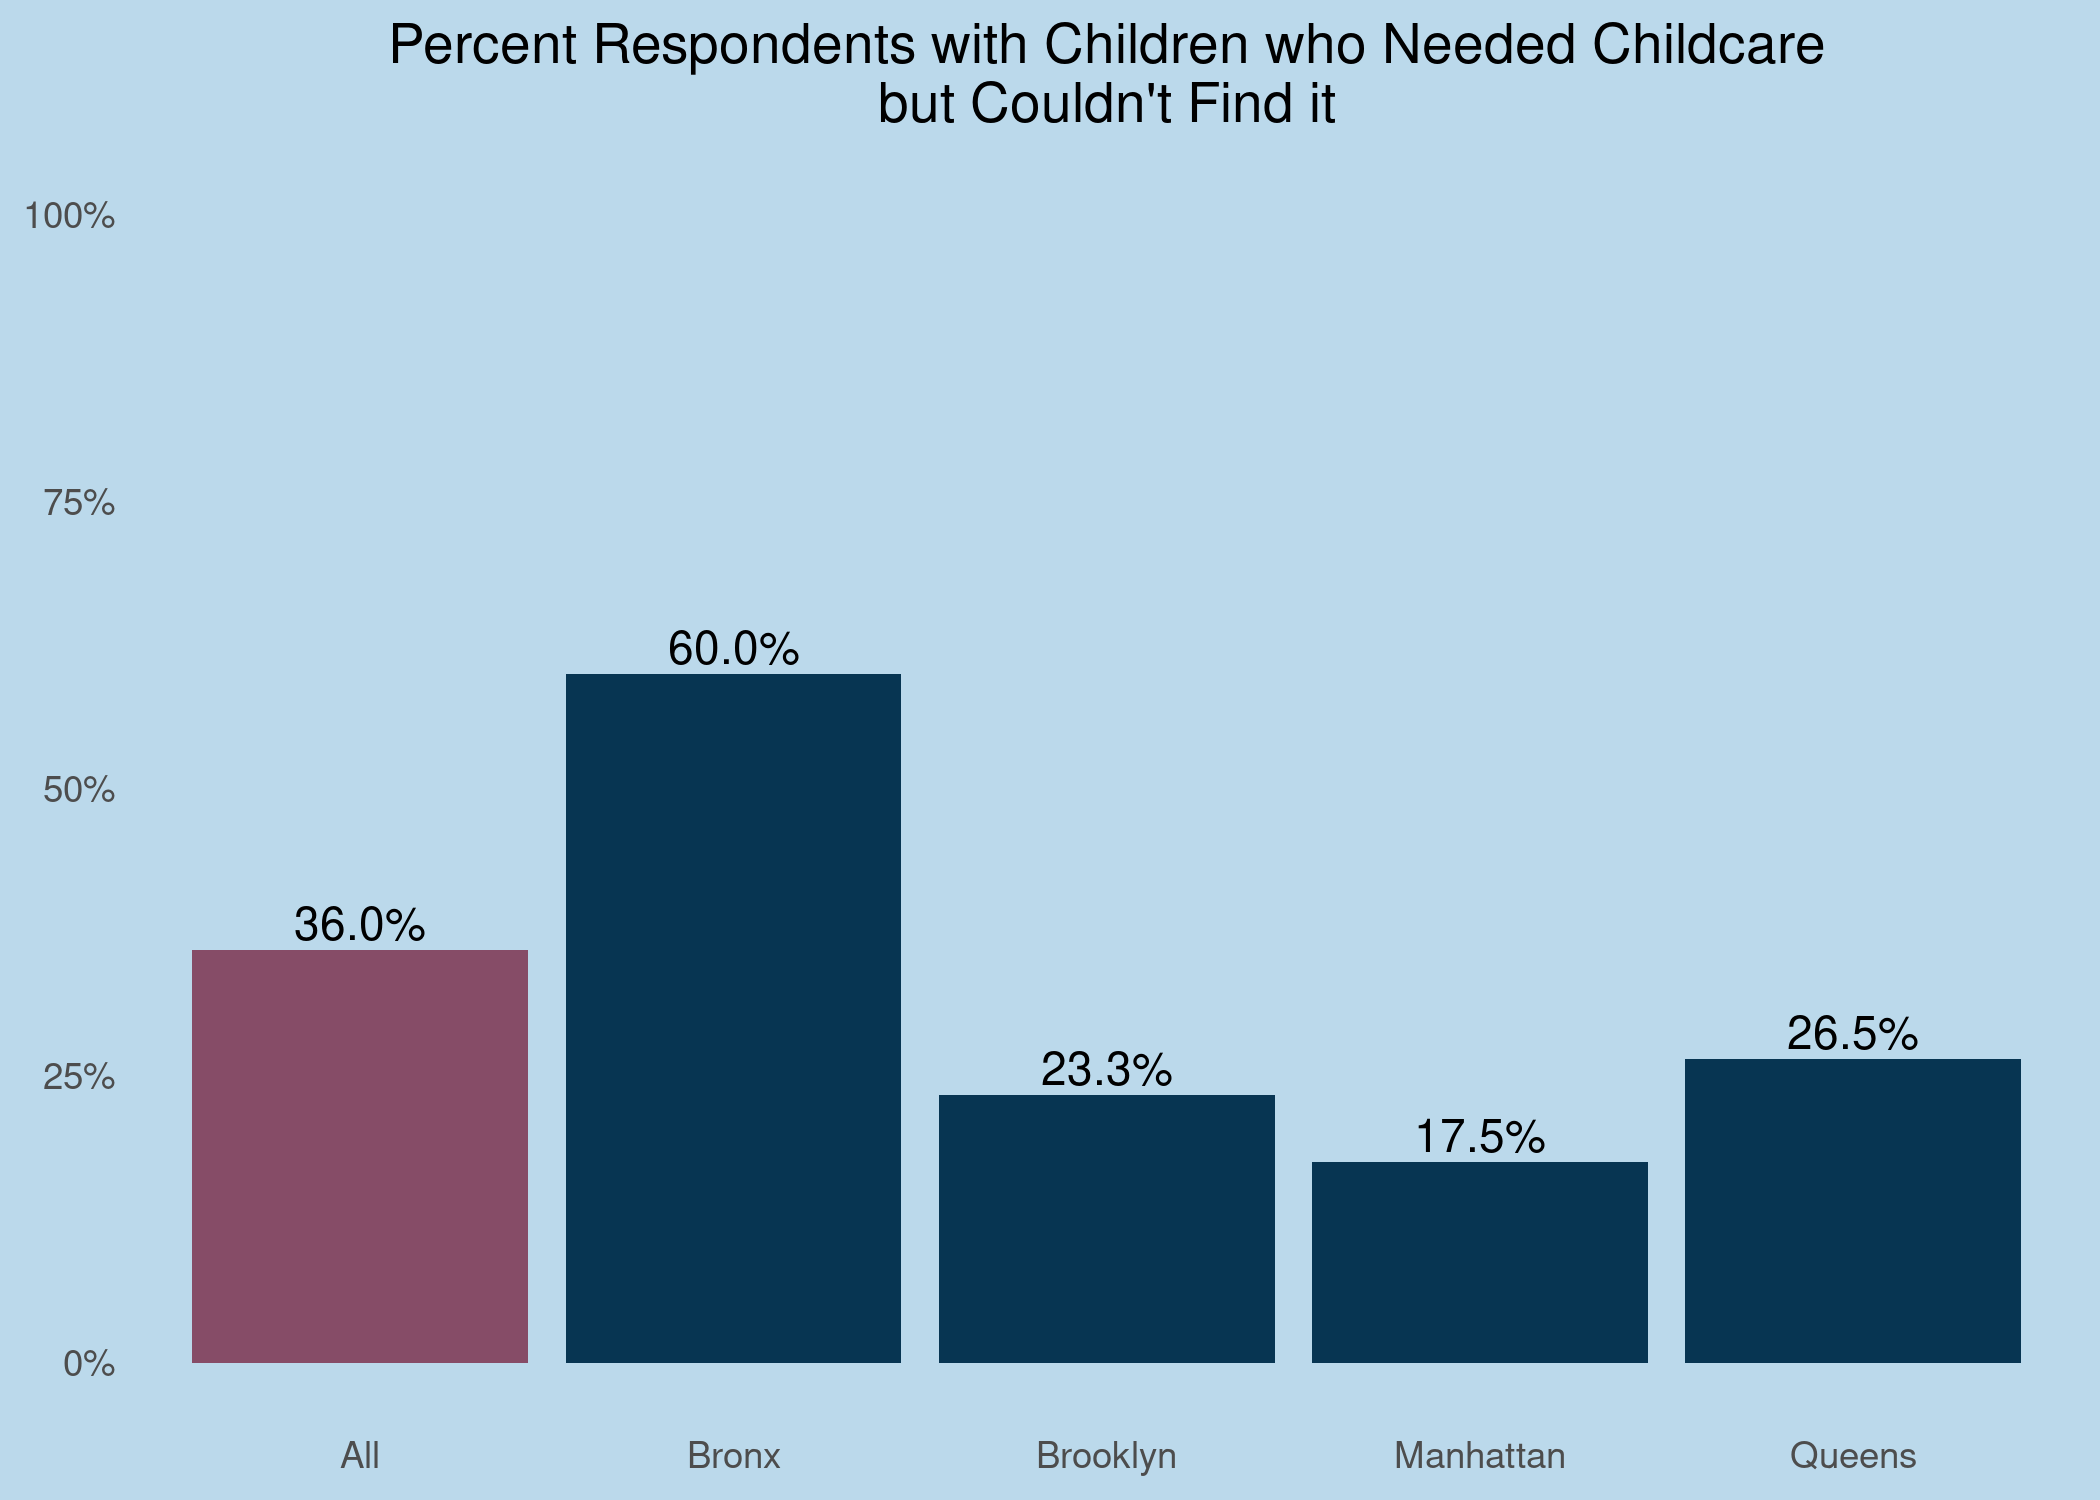 Percent Respondents with Children who Needed Childcare
but Couldn't Find it
100%
75%
50%
25%
0%
36.0%
60.0%
23.3%
17.5%
26.5%
All
Bronx
Brooklyn
Manhattan
Queens